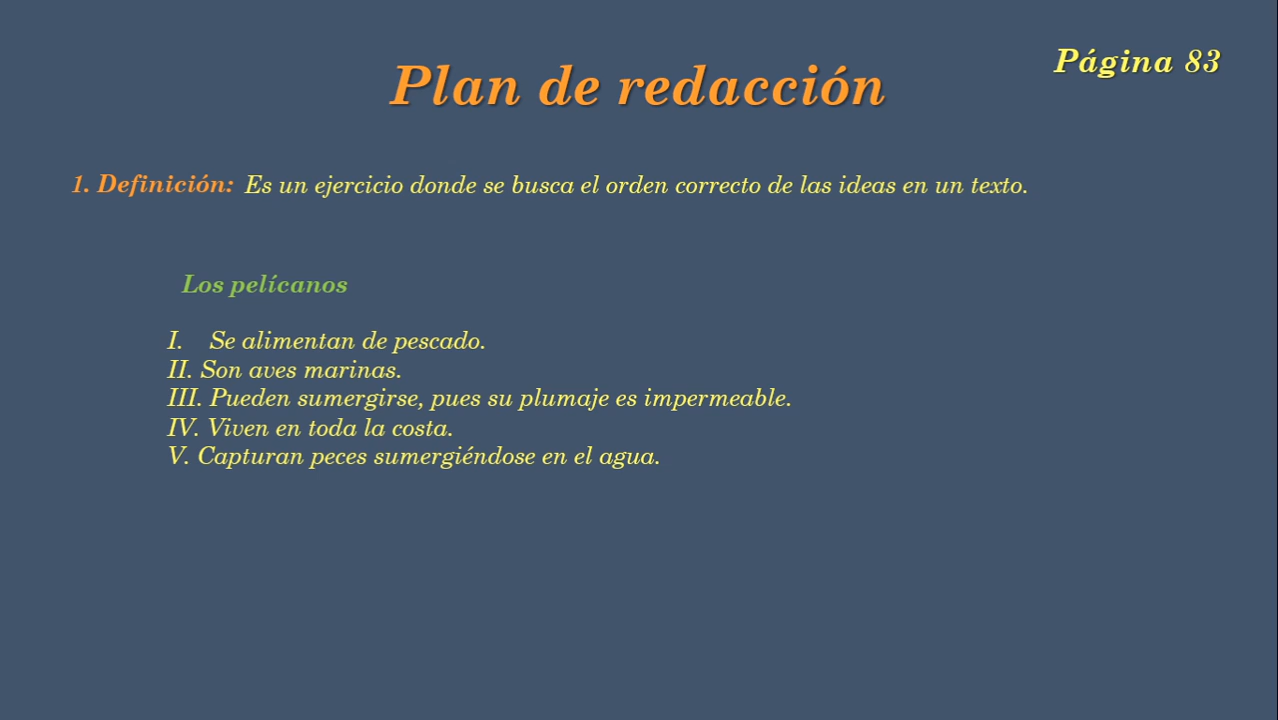 Página 83
Plan de redacción
1. Definición: Es un ejercicio donde se busca el orden correcto de las ideas en un texto.
Los pelícanos
I. Se alimentan de pescado.
II. Son aves marinas.
III. Pueden sumergirse, pues su plumaje es impermeable.
IV. Viven en toda la costa.
V. Capturan peces sumergiéndose en el agua.